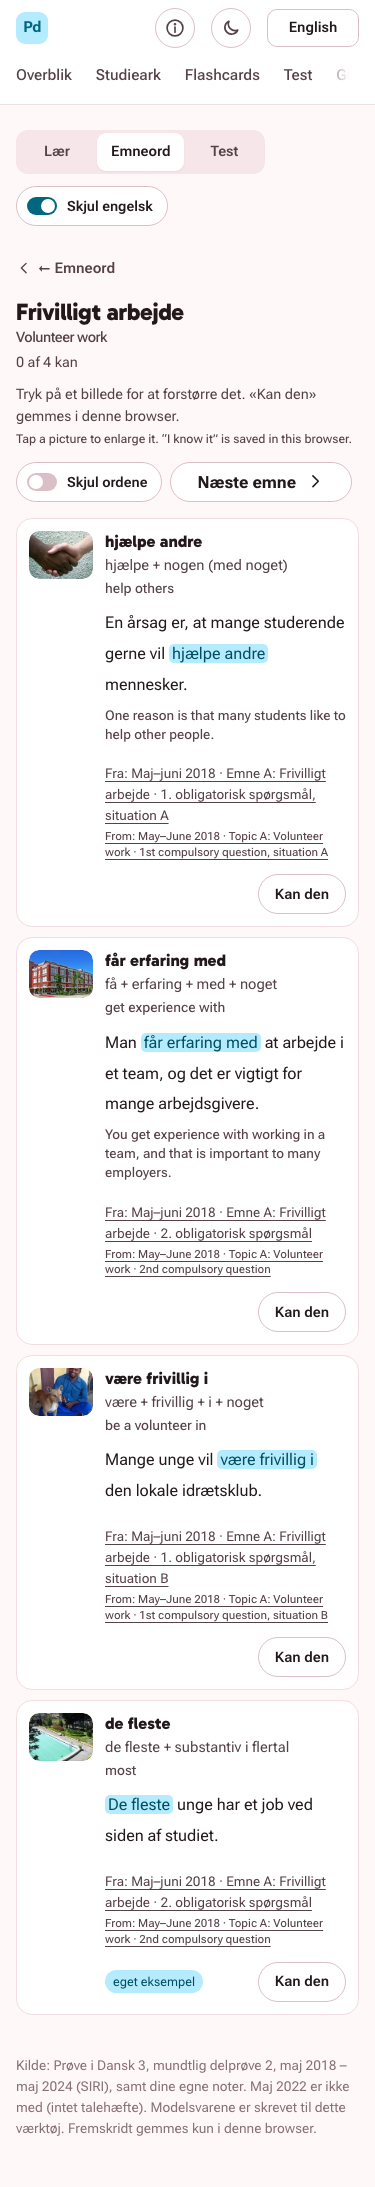 Pd
English
Overblik Studieark Flashcards Test G
Lær Emneord Test
Skjul engelsk
← Emneord
Frivilligt arbejde
Volunteer work
0 af 4 kan
Tryk på et billede for at forstørre det. «Kan den»
gemmes i denne browser.
Tap a picture to enlarge it. “I know it” is saved in this browser.
Skjul ordene
Næste emne
hjælpe andre
hjælpe + nogen (med noget)
help others
En årsag er, at mange studerende
gerne vil hjælpe andre
mennesker.
One reason is that many students like to
help other people.
Fra: Maj–juni 2018 · Emne A: Frivilligt
arbejde · 1. obligatorisk spørgsmål,
situation A
From: May–June 2018 · Topic A: Volunteer
work · 1st compulsory question, situation A
Kan den
får erfaring med
få + erfaring + med + noget
get experience with
Man får erfaring med at arbejde i
et team, og det er vigtigt for
mange arbejdsgivere.
You get experience with working in a
team, and that is important to many
employers.
Fra: Maj–juni 2018 · Emne A: Frivilligt
arbejde · 2. obligatorisk spørgsmål
From: May–June 2018 · Topic A: Volunteer
work · 2nd compulsory question
Kan den
være frivillig i
være + frivillig + i + noget
be a volunteer in
Mange unge vil være frivillig i
den lokale idrætsklub.
Fra: Maj–juni 2018 · Emne A: Frivilligt
arbejde · 1. obligatorisk spørgsmål,
situation B
From: May–June 2018 · Topic A: Volunteer
work · 1st compulsory question, situation B
Kan den
de fleste
de fleste + substantiv i flertal
most
De fleste unge har et job ved
siden af studiet.
Fra: Maj–juni 2018 · Emne A: Frivilligt
arbejde · 2. obligatorisk spørgsmål
From: May–June 2018 · Topic A: Volunteer
work · 2nd compulsory question
eget eksempel
Kan den
Kilde: Prøve i Dansk 3, mundtlig delprøve 2, maj 2018 –
maj 2024 (SIRI), samt dine egne noter. Maj 2022 er ikke
med (intet talehæfte). Modelsvarene er skrevet til dette
værktøj. Fremskridt gemmes kun i denne browser.